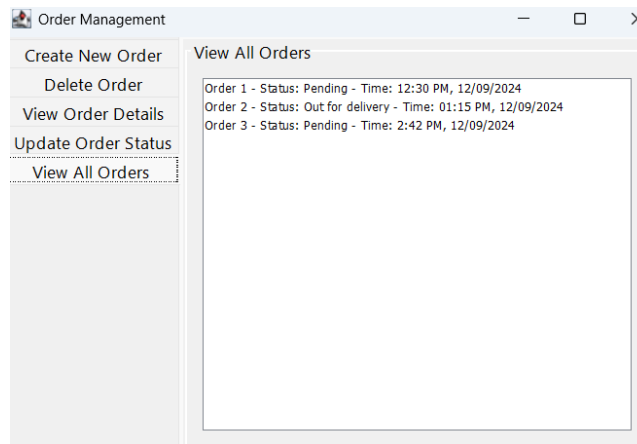 Order Management
Create New Order
Delete Order
View Order Details
Update Order Status
View All Orders
View All Orders
Order 1 - Status: Pending - Time: 12:30 PM, 12/09/2024
Order 2 - Status: Out for delivery - Time: 01:15 PM, 12/09/2024
Order 3 - Status: Pending - Time: 2:42 PM, 12/09/2024